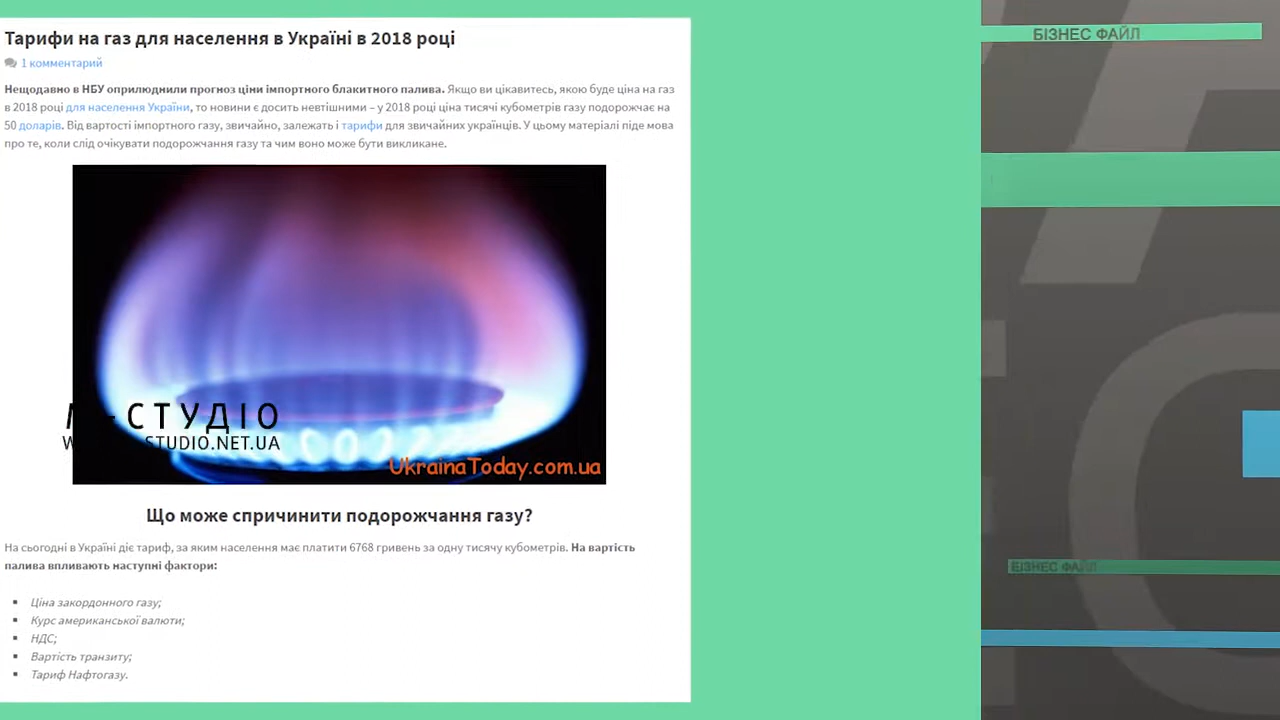 Тарифи на газ для населення в Україні в 2018 році
1 комментарий
Нещодавно в НБУ оприлюднили прогноз ціни імпортного блакитного палива. Якщо ви цікавитесь, якою буде ціна на газ
в 2018 році для населення України, то новини є досить невтішними – у 2018 році ціна тисячі кубометрів газу подорожчає на
50 доларів. Від вартості імпортного газу, звичайно, залежать і тарифи для звичайних українців. У цьому матеріалі піде мова
про те, коли слід очікувати подорожчання газу та чим воно може бути викликане.
СТУДІО
STUDIO.NET.UA
UkrainaToday.com.ua
Що може спричинити подорожчання газу?
На сьогодні в Україні діє тариф, за яким населення має платити 6768 гривень за одну тисячу кубометрів. На вартість
палива впливають наступні фактори:
Ціна закордонного газу;
Курс американської валюти;
НДС;
Вартість транзиту;
Тариф Нафтогазу.
БІЗНЕС ФАЙЛ
БІЗНЕС ФАЙЛ